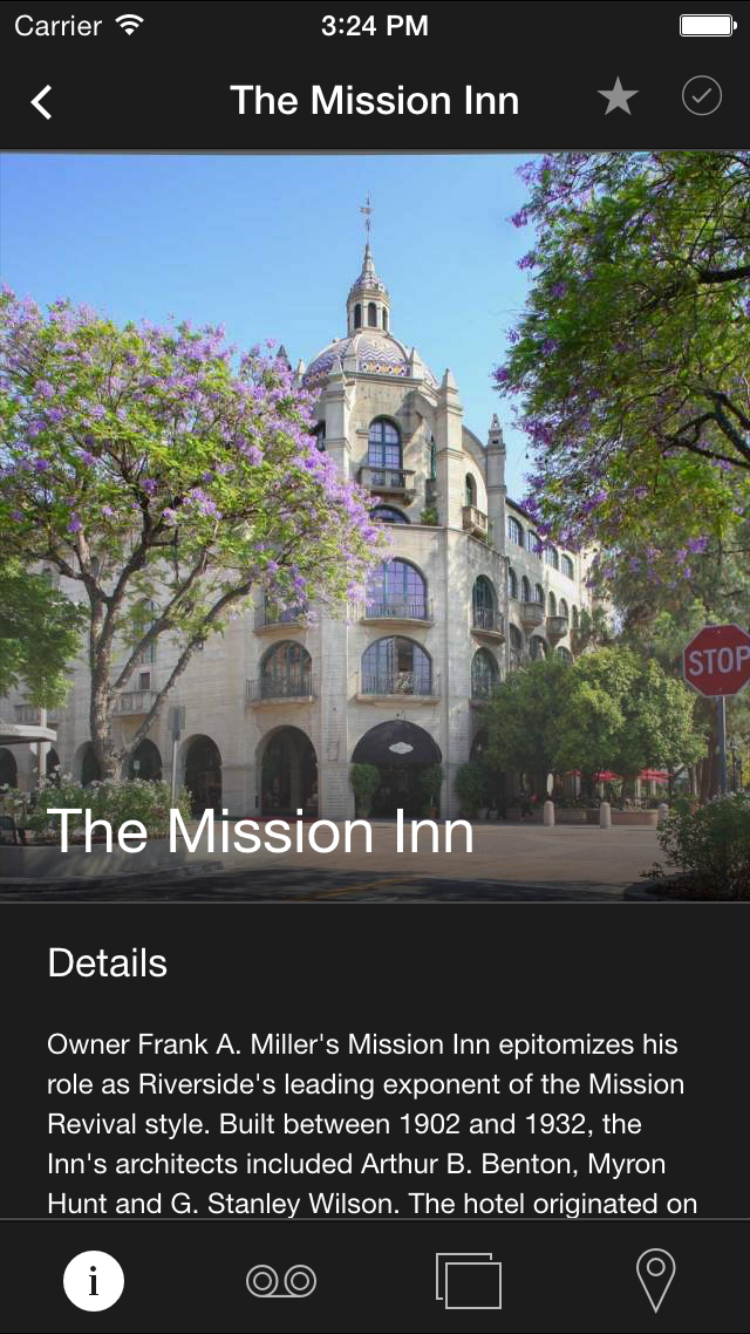 Carrier 3:24 PM
The Mission Inn
STOP
The Mission Inn
Details
Owner Frank A. Miller's Mission Inn epitomizes his
role as Riverside's leading exponent of the Mission
Revival style. Built between 1902 and 1932, the
Inn's architects included Arthur B. Benton, Myron
Hunt and G. Stanley Wilson. The hotel originated on
i